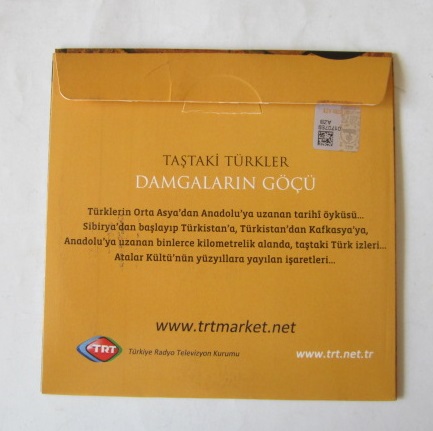 TAŞTAKİ TÜRKLER
DAMGALARIN GÖÇÜ
Türklerin Orta Asya'dan Anadolu'ya uzanan tarihî öyküsü...
Sibirya'dan başlayıp Türkistan'a, Türkistan'dan Kafkasya'ya,
Anadolu'ya uzanan binlerce kilometrelik alanda, taştaki Türk izleri...
Atalar Kültü'nün yüzyıllara yayılan işaretleri...
www.trtmarket.net
TRT
Türkiye Radyo Televizyon Kurumu
www.trt.net.tr